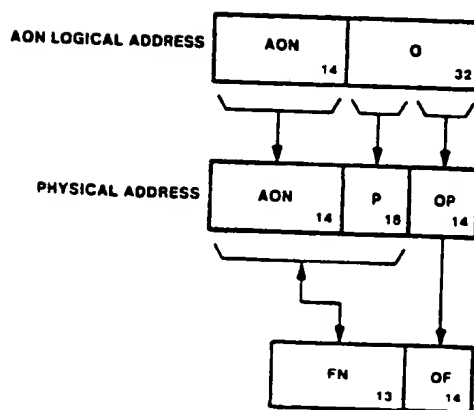 AON LOGICAL ADDRESS
AON
14
O
32
PHYSICAL ADDRESS
AON
14
P
18
OP
14
FN
13
OF
14